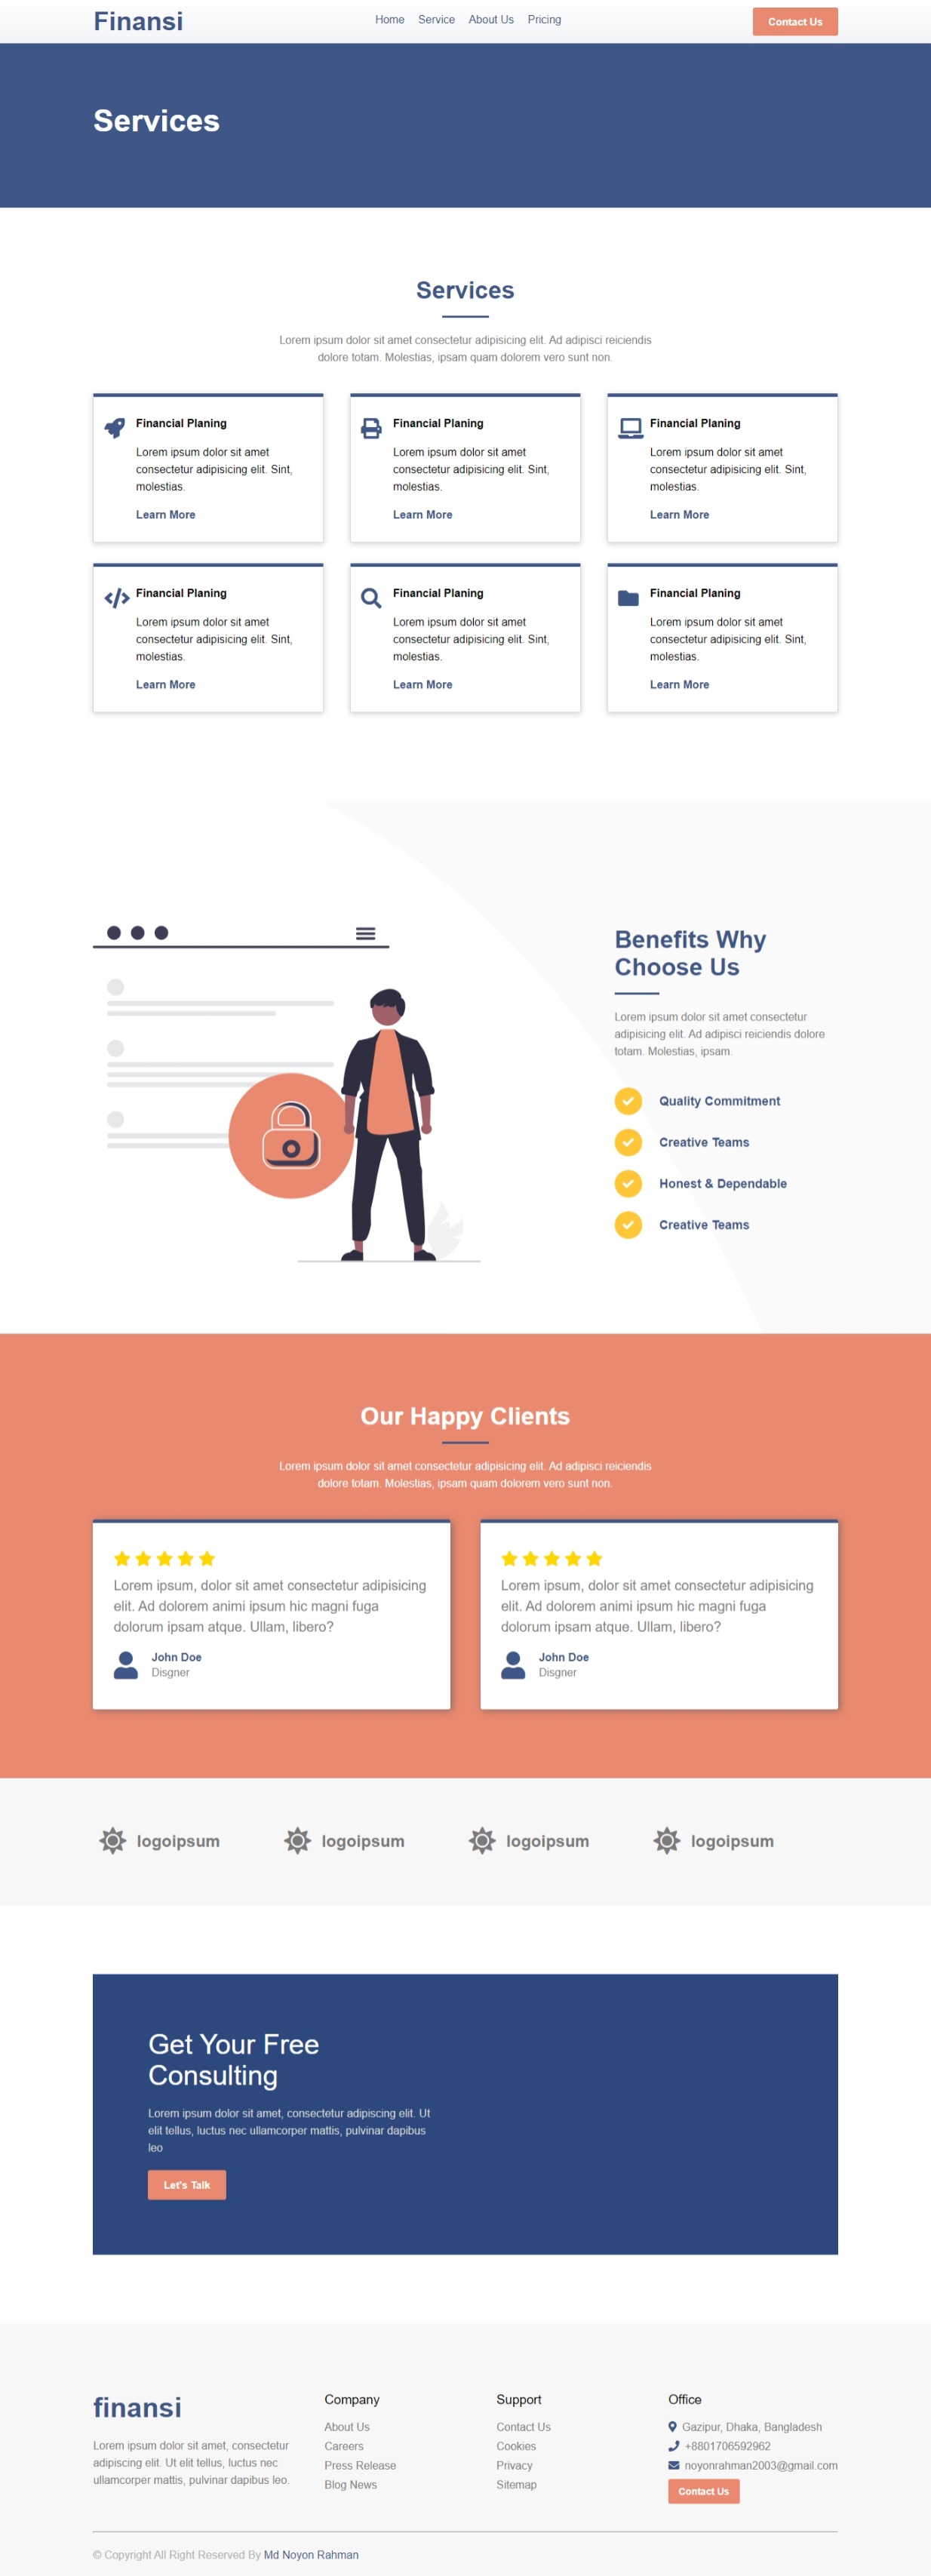 Finansi
Home Service About Us Pricing
Contact Us
Services
Services
Lorem ipsum dolor sit amet consectetur adipisicing elit. Ad adipisci reiciendis
dolore totam. Molestias, ipsam quam dolorem vero sunt non.
Financial Planing
Lorem ipsum dolor sit amet
consectetur adipisicing elit. Sint,
molestias.
Learn More
Financial Planing
Lorem ipsum dolor sit amet
consectetur adipisicing elit. Sint,
molestias.
Learn More
Financial Planing
Lorem ipsum dolor sit amet
consectetur adipisicing elit. Sint,
molestias.
Learn More
Financial Planing
Lorem ipsum dolor sit amet
consectetur adipisicing elit. Sint,
molestias.
Learn More
Financial Planing
Lorem ipsum dolor sit amet
consectetur adipisicing elit. Sint,
molestias.
Learn More
Financial Planing
Lorem ipsum dolor sit amet
consectetur adipisicing elit. Sint,
molestias.
Learn More
Benefits Why
Choose Us
Lorem ipsum dolor sit amet consectetur
adipisicing elit. Ad adipisci reiciendis dolore
totam. Molestias, ipsam.
Quality Commitment
Creative Teams
Honest & Dependable
Creative Teams
Our Happy Clients
Lorem ipsum dolor sit amet consectetur adipisicing elit. Ad adipisci reiciendis
dolore totam. Molestias, ipsam quam dolorem vero sunt non.
Lorem ipsum, dolor sit amet consectetur adipisicing
elit. Ad dolorem animi ipsum hic magni fuga
dolorum ipsam atque. Ullam, libero?
John Doe
Disgner
Lorem ipsum, dolor sit amet consectetur adipisicing
elit. Ad dolorem animi ipsum hic magni fuga
dolorum ipsam atque. Ullam, libero?
John Doe
Disgner
logoipsum logoipsum logoipsum logoipsum
Get Your Free
Consulting
Lorem ipsum dolor sit amet, consectetur adipiscing elit. Ut
elit tellus, luctus nec ullamcorper mattis, pulvinar dapibus
leo
Let's Talk
finansi
Lorem ipsum dolor sit amet, consectetur
adipiscing elit. Ut elit tellus, luctus nec
ullamcorper mattis, pulvinar dapibus leo.
Company
About Us
Careers
Press Release
Blog News
Support
Contact Us
Cookies
Privacy
Sitemap
Office
Gazipur, Dhaka, Bangladesh
+8801706592962
noyonrahman2003@gmail.com
Contact Us
© Copyright All Right Reserved By Md Noyon Rahman